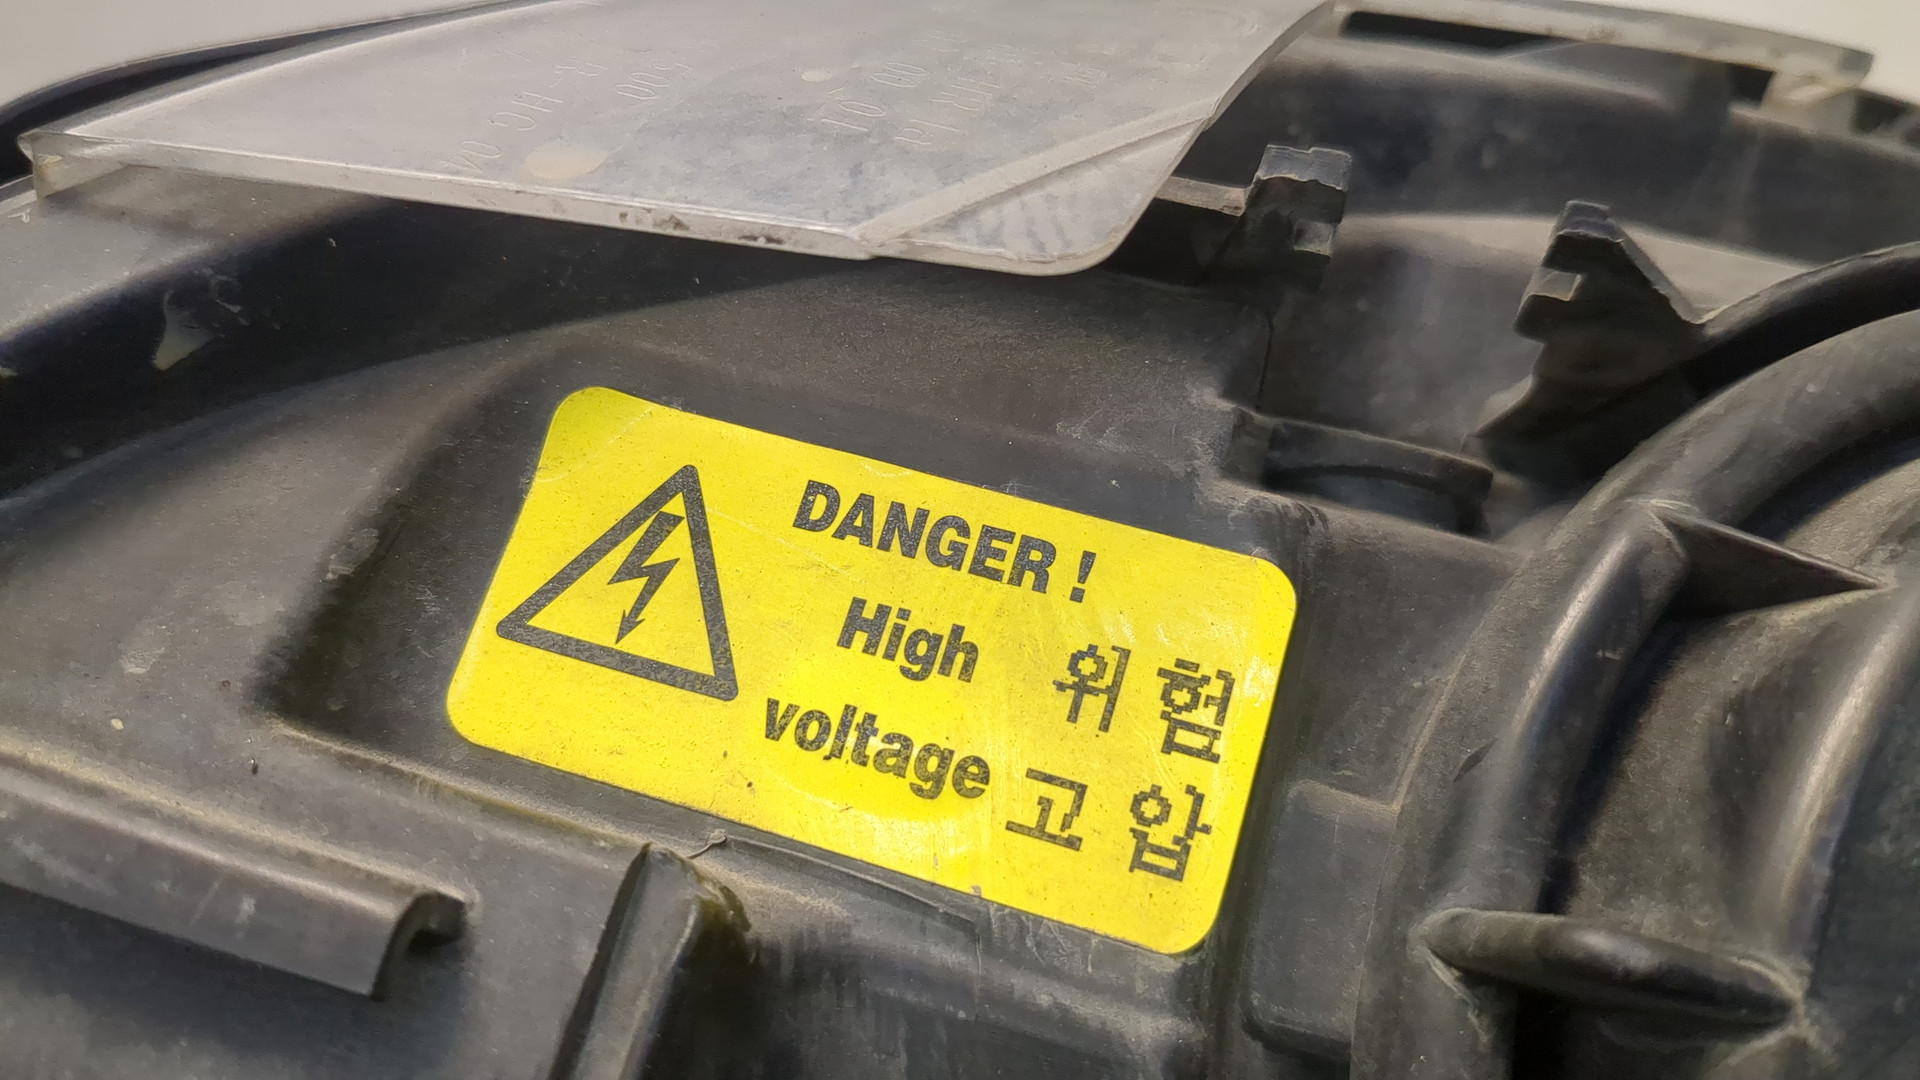 DANGER !
High
voltage
위 험
고 압